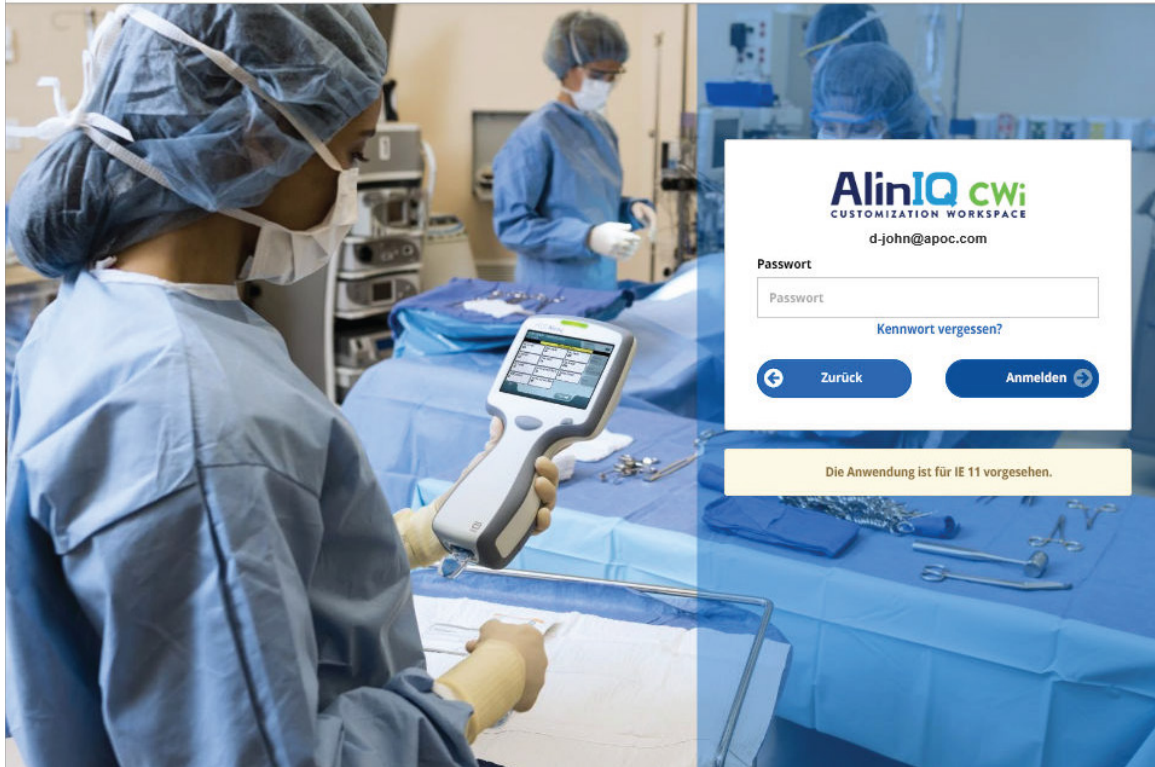 AlinIQ CWi
CUSTOMIZATION WORKSPACE
d-john@apoc.com
Passwort
Passwort
Kennwort vergessen?
Zurück
Anmelden
Die Anwendung ist für IE 11 vorgesehen.